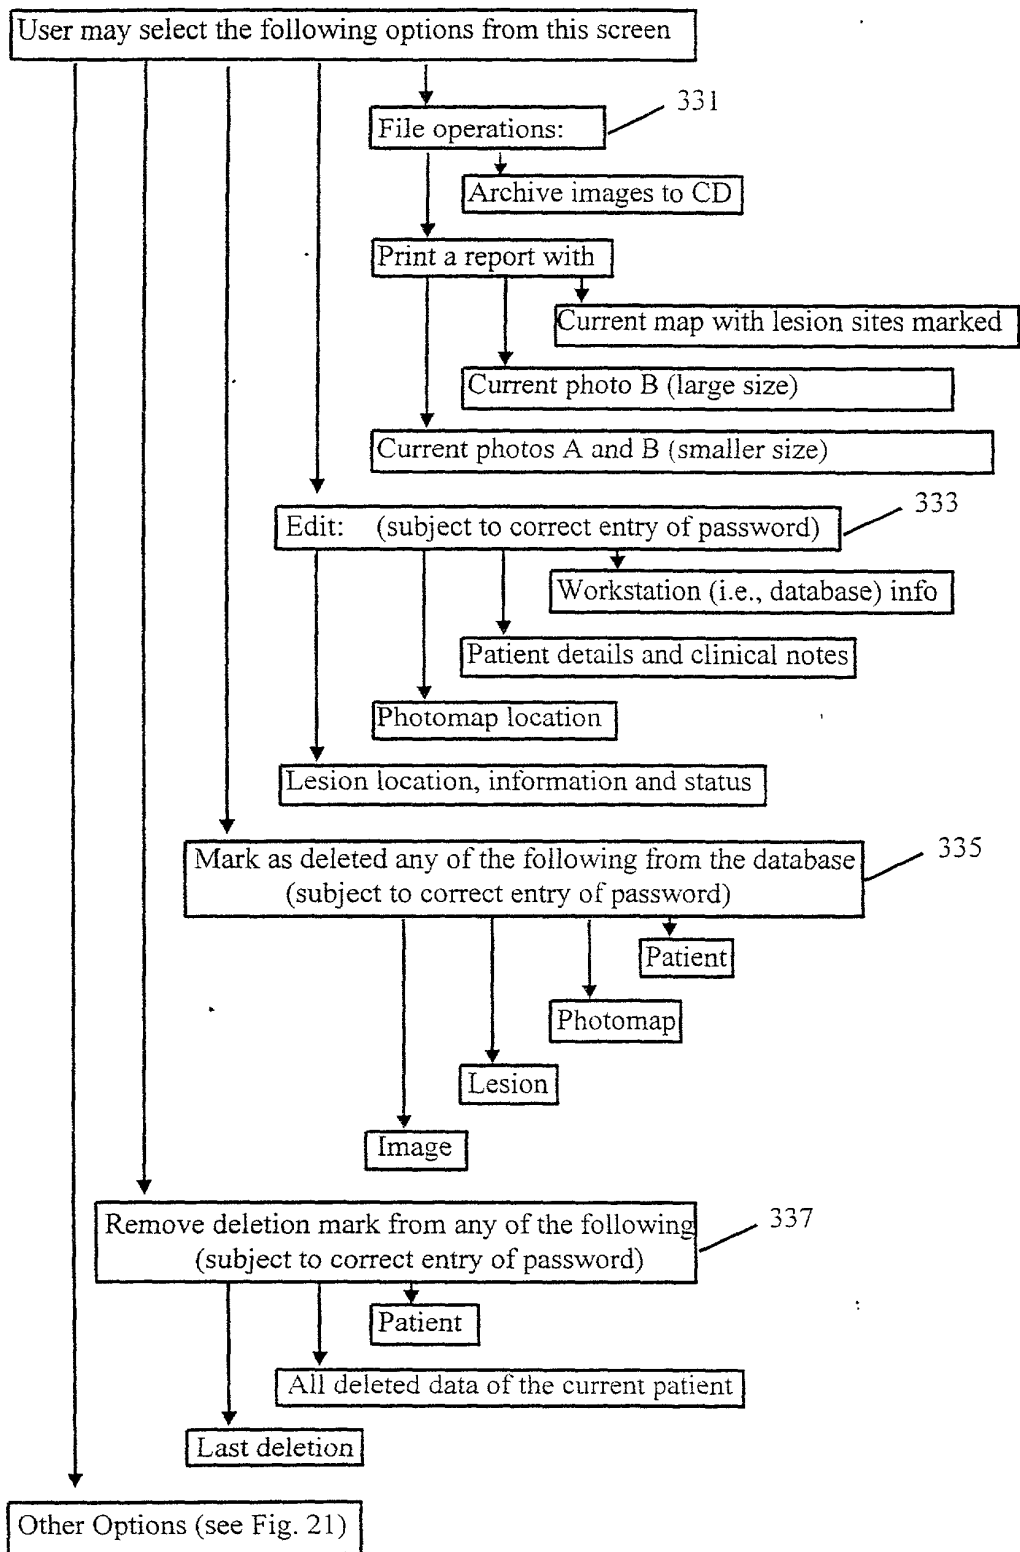 User may select the following options from this screen
331
File operations:
Archive images to CD
Print a report with
Current map with lesion sites marked
Current photo B (large size)
Current photos A and B (smaller size)
333
Edit: (subject to correct entry of password)
Workstation (i.e., database) info
Patient details and clinical notes
Photomap location
Lesion location, information and status
335
Mark as deleted any of the following from the database
(subject to correct entry of password)
Patient
Photomap
Lesion
Image
337
Remove deletion mark from any of the following
(subject to correct entry of password)
Patient
All deleted data of the current patient
Last deletion
Other Options (see Fig. 21)